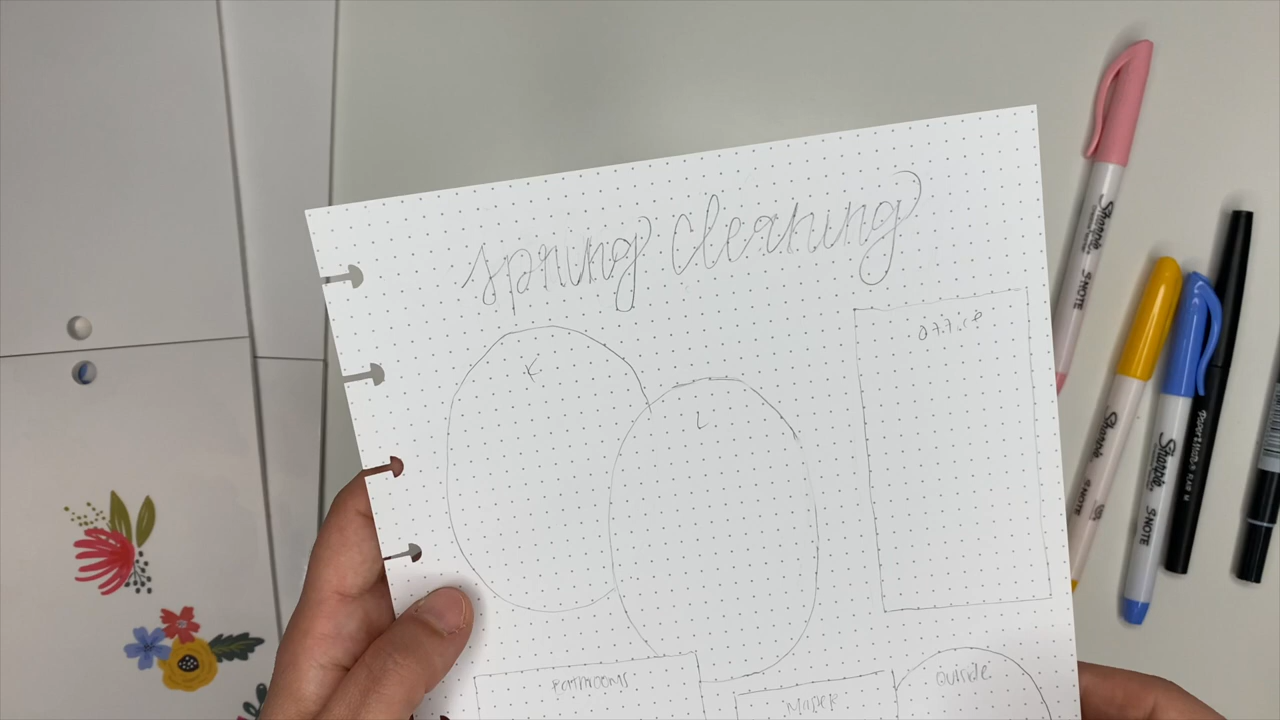 spring cleaning
K
L
office
Bathrooms
Outside
Sharpie
S·NOTE
Sharpie
Sharpie
S·NOTE